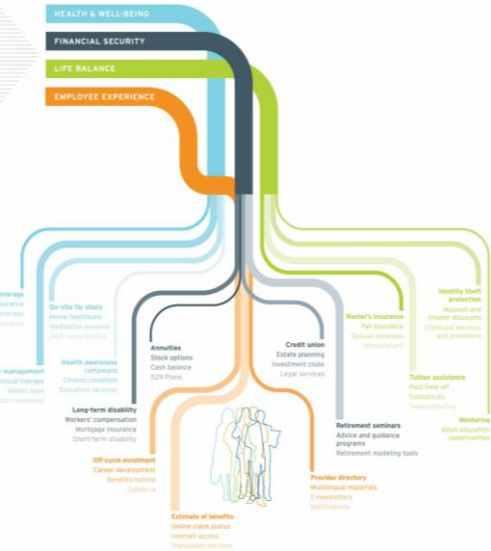 HEALTH & WELL-BEING
FINANCIAL SECURITY
LIFE BALANCE
EMPLOYEE EXPERIENCE
On-site flu shots
Home healthcare
Meditation sessions
Health awareness
campaigns
Chronic condition
Education services
Annuities
Stock options
Cash balance
529 Plans
Long-term disability
Workers' compensation
Mortgage insurance
Short-term disability
Off-cycle enrollment
Career development
Benefits hotline
Cafeteria
Estimate of benefits
Online claim status
Internet access
Translation services
Credit union
Estate planning
Investment clubs
Legal services
Provider directory
Multilingual materials
E-newsletters
Notifications
Retirement seminars
Advice and guidance
programs
Retirement modeling tools
Renter's insurance
Pet insurance
Spouse coverage
Homeowners
Tuition assistance
Paid time off
Sabbaticals
Telecommuting
Identity theft
protection
Museum and
theater discounts
Childcare services
and provisions
Mentoring
Adult education
opportunities